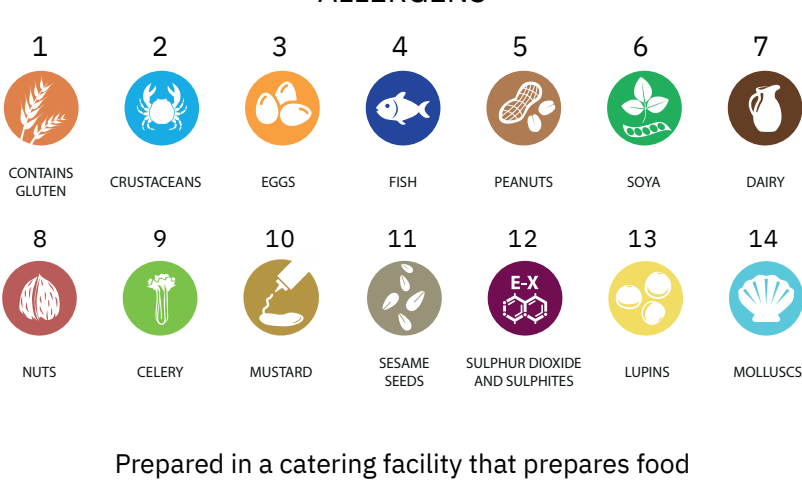 ALLERGENS
1 2 3 4 5 6 7
CONTAINS
GLUTEN
CRUSTACEANS
EGGS
FISH
PEANUTS
SOYA
DAIRY
8 9 10 11 12 13 14
E-X
NUTS
CELERY
MUSTARD
SESAME
SEEDS
SULPHUR DIOXIDE
AND SULPHITES
LUPINS
MOLLUSCS
Prepared in a catering facility that prepares food